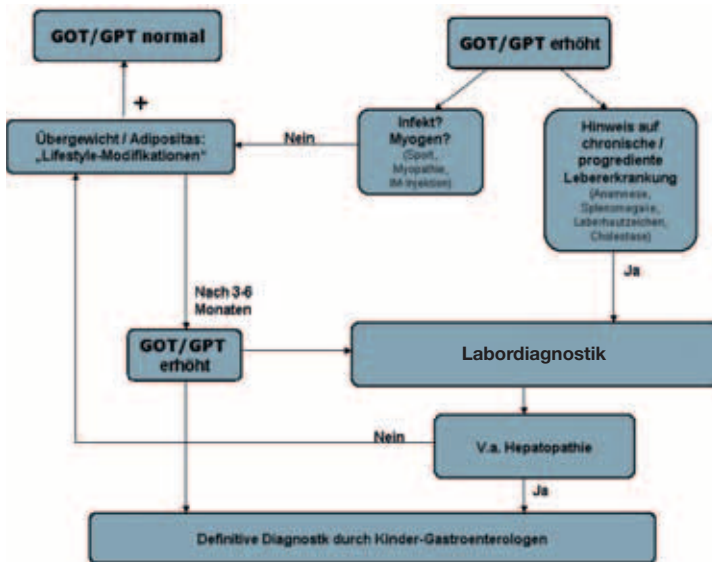 GOT/GPT normal
GOT/GPT erhöht
+
Übergewicht / Adipositas:
„Lifestyle-Modifikationen“
Nein
Infekt?
Myogen?
(Sport,
Myopathie,
IM-Injektion)
Hinweis auf
chronische /
progrediente
Lebererkrankung
(Anamnese,
Splenomegalie,
Leberhautzeichen,
Cholestase)
Ja
Nach 3-6
Monaten
GOT/GPT
erhöht
Labordiagnostik
Nein
V.a. Hepatopathie
Ja
Definitive Diagnostk durch Kinder-Gastroenterologen